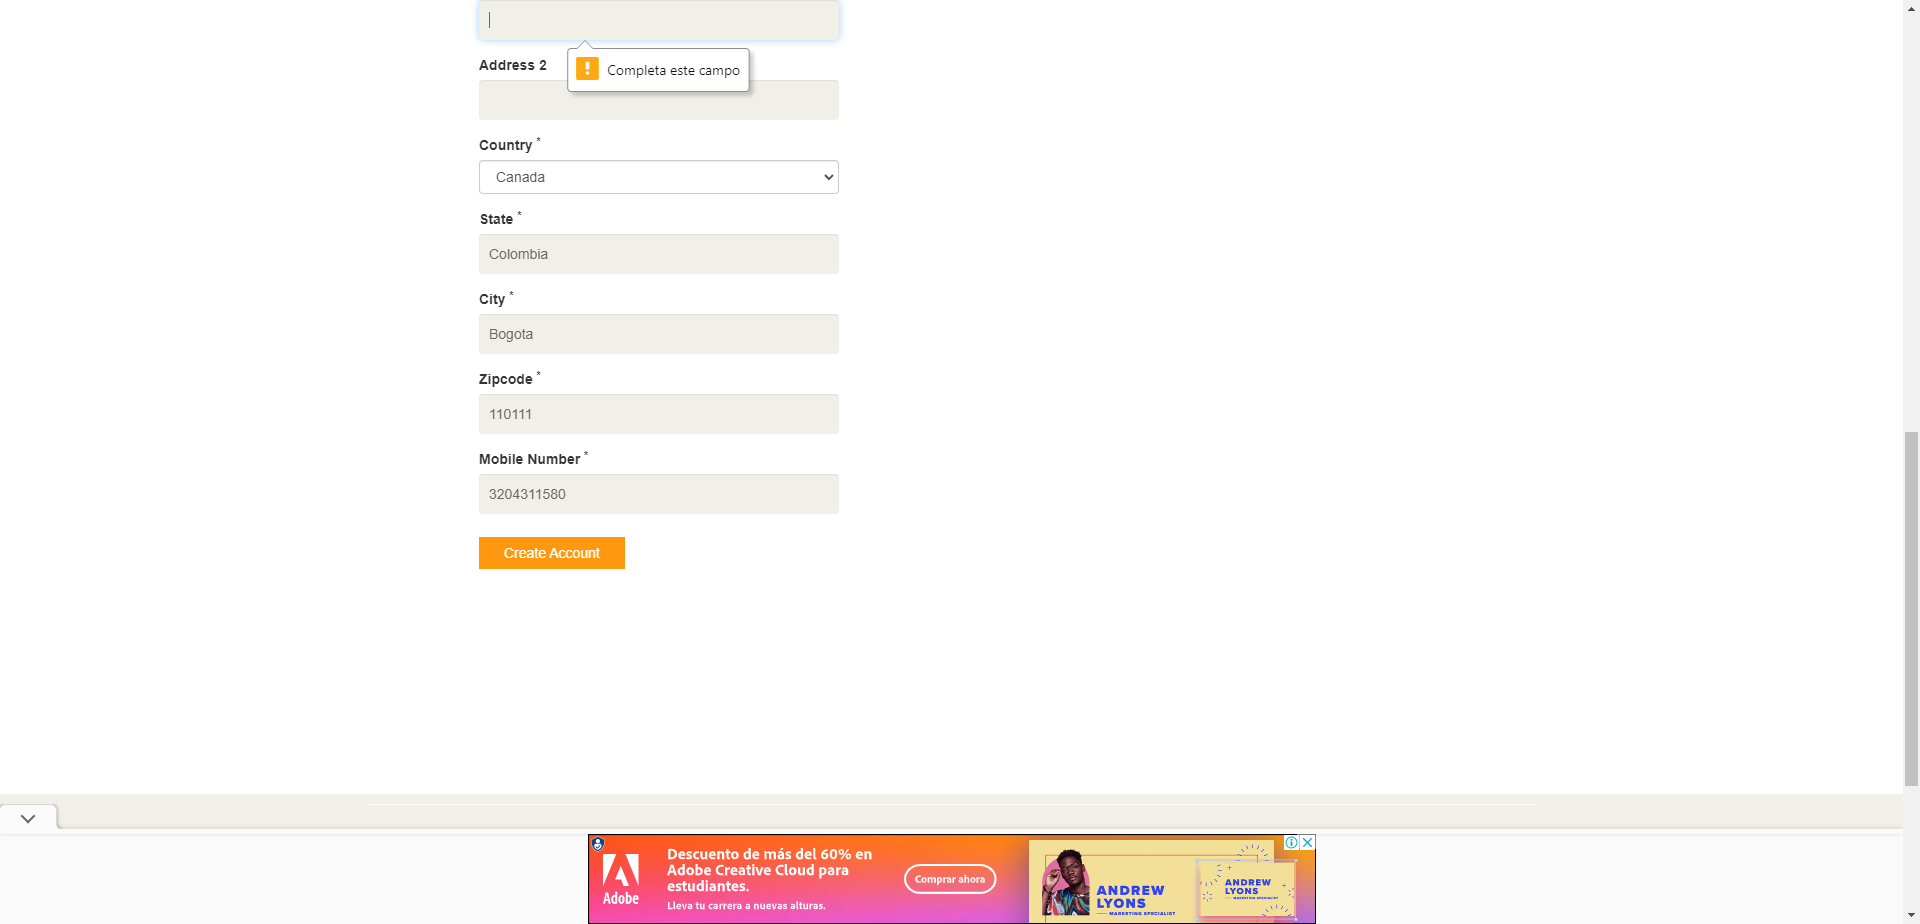 Completa este campo
Address 2
Country *
Canada
State *
Colombia
City *
Bogota
Zipcode *
110111
Mobile Number *
3204311580
Create Account
Adobe
Descuento de más del 60% en
Adobe Creative Cloud para
estudiantes.
Lleva tu carrera a nuevas alturas.
Comprar ahora
ANDREW
LYONS
MARKETING SPECIALIST
ANDREW
LYONS
MARKETING SPECIALIST